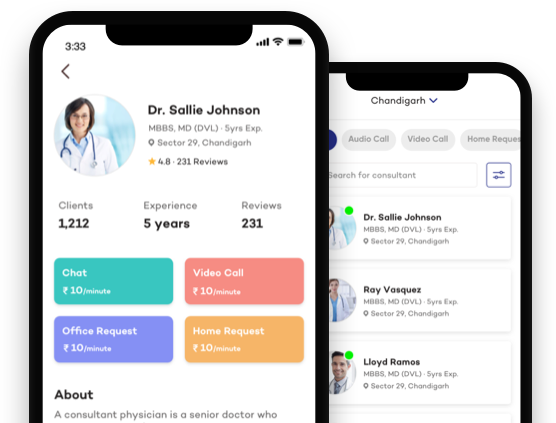 3:33
Dr. Sallie Johnson
MBBS, MD (DVL) · 5yrs Exp.
Sector 29, Chandigarh
4.8 · 231 Reviews
Clients
Experience
Reviews
1,212
5 years
231
Chat
₹ 10/minute
Video Call
₹ 10/minute
Office Request
₹ 10/minute
Home Request
₹ 10/minute
About
A consultant physician is a senior doctor who
Chandigarh
Audio Call
Video Call
Home Reques
Search for consultant
Dr. Sallie Johnson
MBBS, MD (DVL) · 5yrs Exp.
Sector 29, Chandigarh
Ray Vasquez
MBBS, MD (DVL) · 5yrs Exp.
Sector 29, Chandigarh
Lloyd Ramos
MBBS, MD (DVL) · 5yrs Exp.
Sector 29, Chandigarh